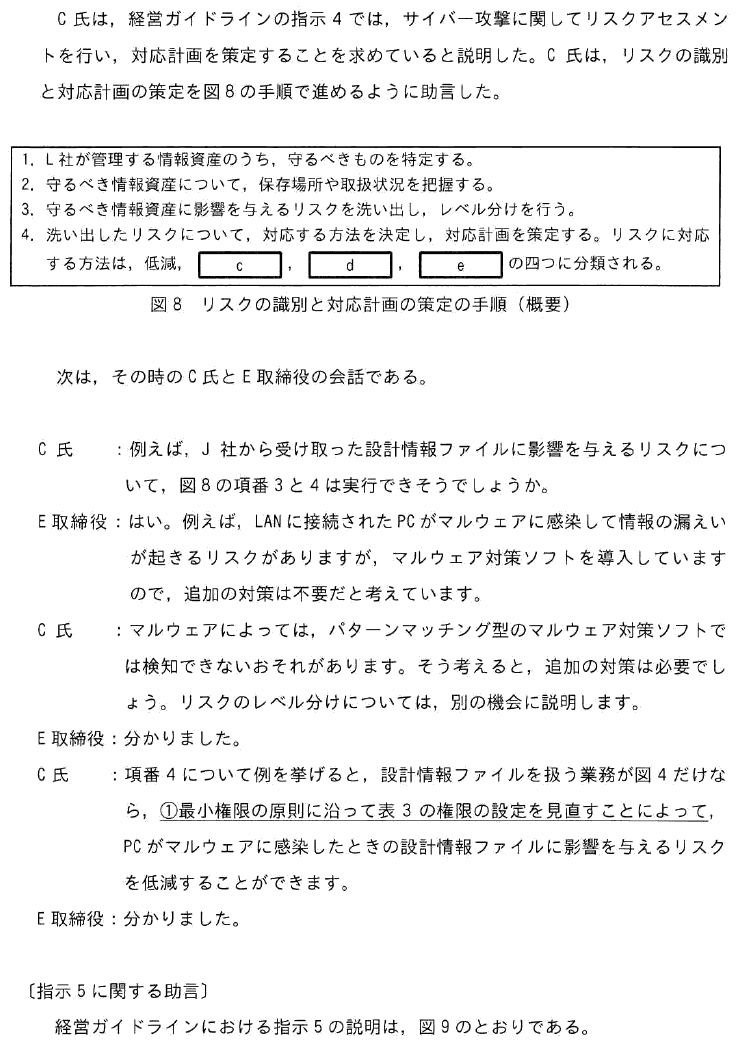 C氏は，経営ガイドラインの指示4では，サイバー攻撃に関してリスクアセスメン
トを行い，対応計画を策定することを求めていると説明した。C氏は，リスクの識別
と対応計画の策定を図8の手順で進めるように助言した。
1．L社が管理する情報資産のうち，守るべきものを特定する。
2．守るべき情報資産について，保存場所や取扱状況を把握する。
3．守るべき情報資産に影響を与えるリスクを洗い出し，レベル分けを行う。
4．洗い出したリスクについて，対応する方法を決定し，対応計画を策定する。リスクに対応
する方法は，低減， c ， d ， e の四つに分類される。
図8 リスクの識別と対応計画の策定の手順（概要）
次は，その時のC氏とE取締役の会話である。
C氏 ：例えば，J社から受け取った設計情報ファイルに影響を与えるリスクにつ
いて，図8の項番3と4は実行できそうでしょうか。
E取締役：はい。例えば，LANに接続されたPCがマルウェアに感染して情報の漏えい
が起きるリスクがありますが，マルウェア対策ソフトを導入しています
ので，追加の対策は不要だと考えています。
C氏 ：マルウェアによっては，パターンマッチング型のマルウェア対策ソフトで
は検知できないおそれがあります。そう考えると，追加の対策は必要でし
ょう。リスクのレベル分けについては，別の機会に説明します。
E取締役：分かりました。
C氏 ：項番4について例を挙げると，設計情報ファイルを扱う業務が図4だけな
ら，①最小権限の原則に沿って表3の権限の設定を見直すことによって，
PCがマルウェアに感染したときの設計情報ファイルに影響を与えるリスク
を低減することができます。
E取締役：分かりました。
〔指示5に関する助言〕
経営ガイドラインにおける指示5の説明は，図9のとおりである。